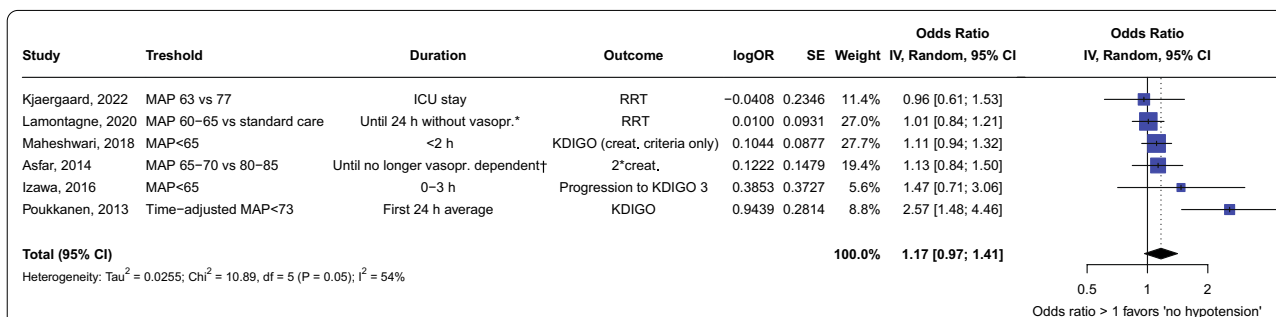 Odds Ratio Odds Ratio
Study Treshold Duration Outcome logOR SE Weight IV, Random, 95% CI IV, Random, 95% CI
Kjaergaard, 2022 MAP 63 vs 77 ICU stay RRT −0.0408 0.2346 11.4% 0.96 [0.61; 1.53]
Lamontagne, 2020 MAP 60−65 vs standard care Until 24 h without vasopr.* RRT 0.0100 0.0931 27.0% 1.01 [0.84; 1.21]
Maheshwari, 2018 MAP<65 <2 h KDIGO (creat. criteria only) 0.1044 0.0877 27.7% 1.11 [0.94; 1.32]
Asfar, 2014 MAP 65−70 vs 80−85 Until no longer vasopr. dependent† 2*creat. 0.1222 0.1479 19.4% 1.13 [0.84; 1.50]
Izawa, 2016 MAP<65 0−3 h Progression to KDIGO 3 0.3853 0.3727 5.6% 1.47 [0.71; 3.06]
Poukkanen, 2013 Time−adjusted MAP<73 First 24 h average KDIGO 0.9439 0.2814 8.8% 2.57 [1.48; 4.46]
Total (95% CI) 100.0% 1.17 [0.97; 1.41]
Heterogeneity: Tau² = 0.0255; Chi² = 10.89, df = 5 (P = 0.05); I² = 54%
0.5 1 2
Odds ratio > 1 favors 'no hypotension'